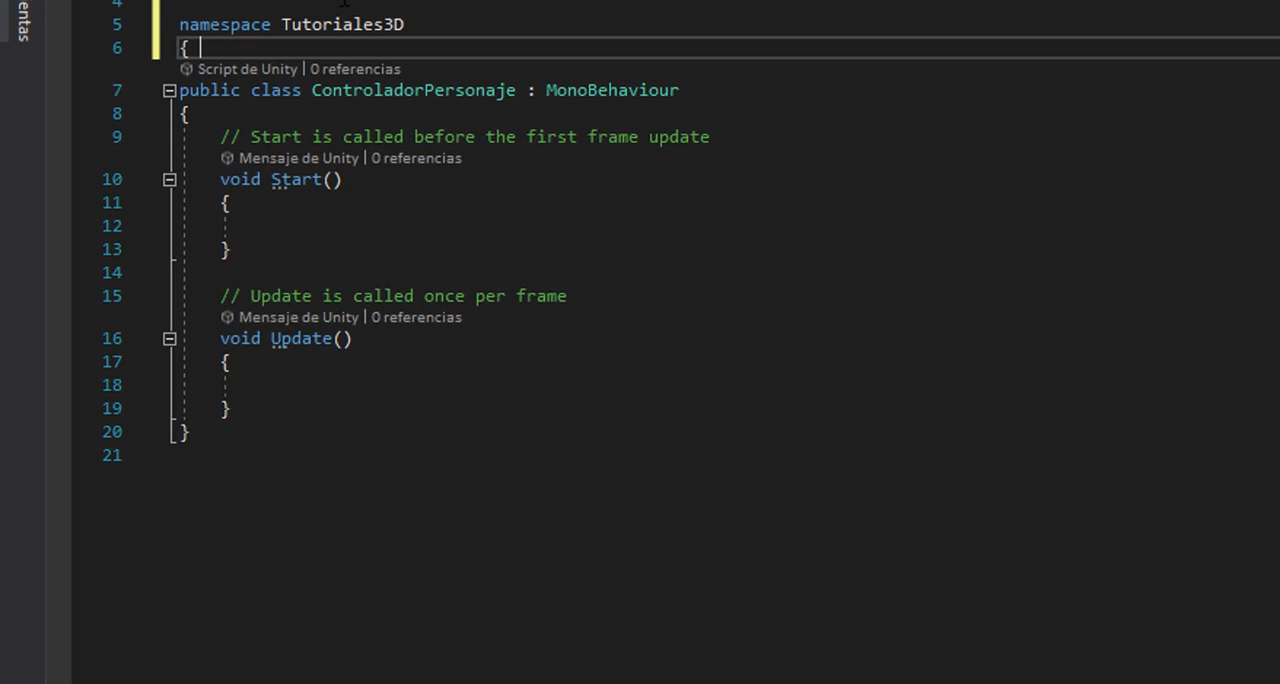 entas
4
5 namespace Tutoriales3D
6 {
Script de Unity | 0 referencias
7 public class ControladorPersonaje : MonoBehaviour
8 {
9 // Start is called before the first frame update
Mensaje de Unity | 0 referencias
10 void Start()
11 {
12
13 }
14
15 // Update is called once per frame
Mensaje de Unity | 0 referencias
16 void Update()
17 {
18
19 }
20 }
21